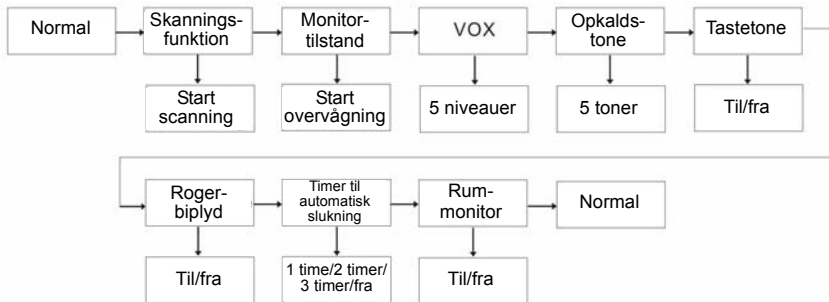 Normal
Skannings-
funktion
Monitor-
tilstand
VOX
Opkalds-
tone
Tastetone
Start
scanning
Start
overvågning
5 niveauer
5 toner
Til/fra
Roger-
biplyd
Timer til
automatisk
slukning
Rum-
monitor
Normal
Til/fra
1 time/2 timer/
3 timer/fra
Til/fra